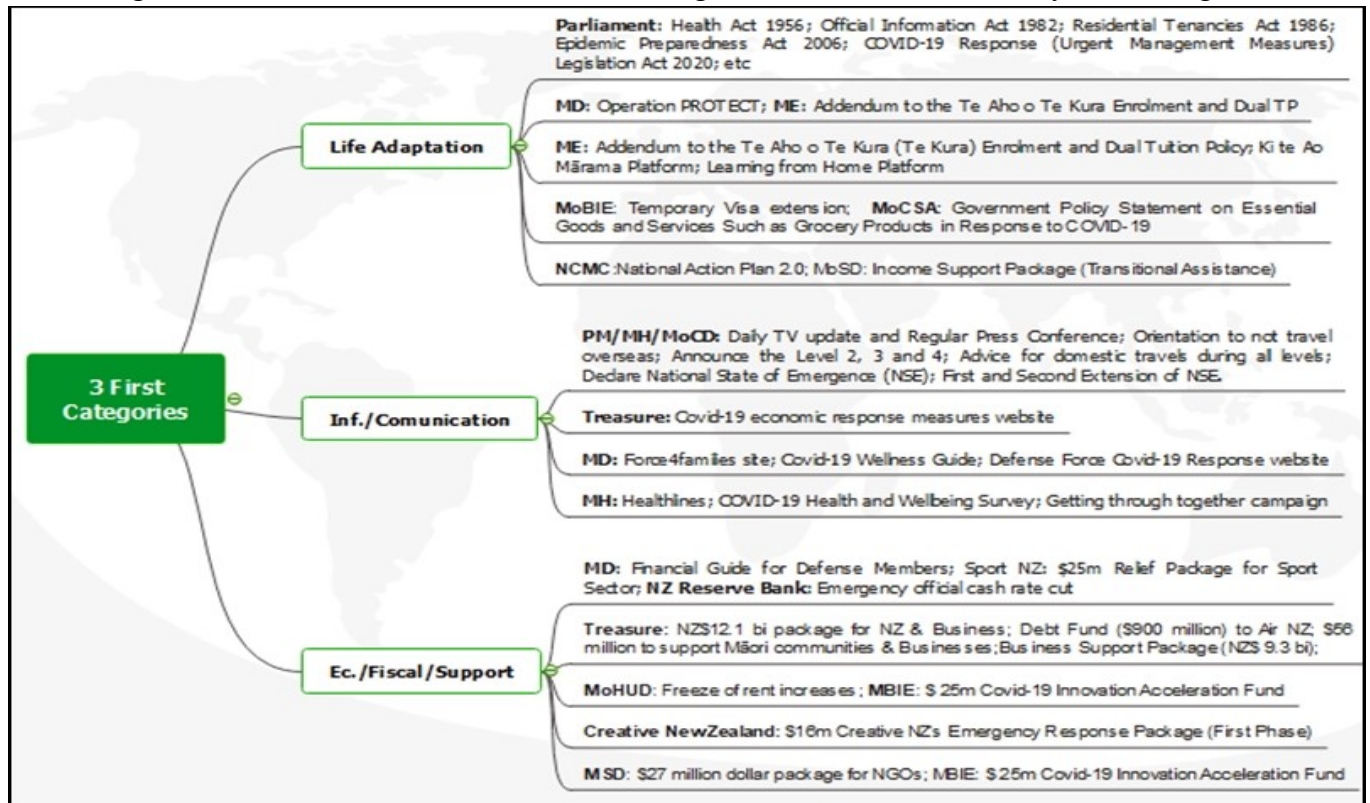 Parliament: Health Act 1956; Official Information Act 1982; Residential Tenancies Act 1986;
Epidemic Preparedness Act 2006; COVID-19 Response (Urgent Management Measures)
Legislation Act 2020; etc
MD: Operation PROTECT; ME: Addendum to the Te Aho o Te Kura Enrolment and Dual TP
Life Adaptation
ME: Addendum to the Te Aho o Te Kura (Te Kura) Enrolment and Dual Tuition Policy; Ki te Ao
Mārama Platform; Learning from Home Platform
MoBIE: Temporary Visa extension; MoCSA: Government Policy Statement on Essential
Goods and Services Such as Grocery Products in Response to COVID-19
NCMC:National Action Plan 2.0; MoSD: Income Support Package (Transitional Assistance)
3 First
Categories
PM/MH/MoCD: Daily TV update and Regular Press Conference; Orientation to not travel
overseas; Announce the Level 2, 3 and 4; Advice for domestic travels during all levels;
Declare National State of Emergence (NSE); First and Second Extension of NSE.
Inf./Comunication
Treasure: Covid-19 economic response measures website
MD: Force4families site; Covid-19 Wellness Guide; Defense Force Covid-19 Response website
MH: Healthlines; COVID-19 Health and Wellbeing Survey; Getting through together campaign
MD: Financial Guide for Defense Members; Sport NZ: $25m Relief Package for Sport
Sector; NZ Reserve Bank: Emergency official cash rate cut
Treasure: NZ$12.1 bi package for NZ & Business; Debt Fund ($900 million) to Air NZ; $56
million to support Māori communities & Businesses;Business Support Package (NZ$ 9.3 bi);
Ec./Fiscal/Support
MoHUD: Freeze of rent increases; MBIE: $ 25m Covid-19 Innovation Acceleration Fund
Creative NewZealand: $16m Creative NZ's Emergency Response Package (First Phase)
MSD: $27 million dollar package for NGOs; MBIE: $25m Covid-19 Innovation Acceleration Fund